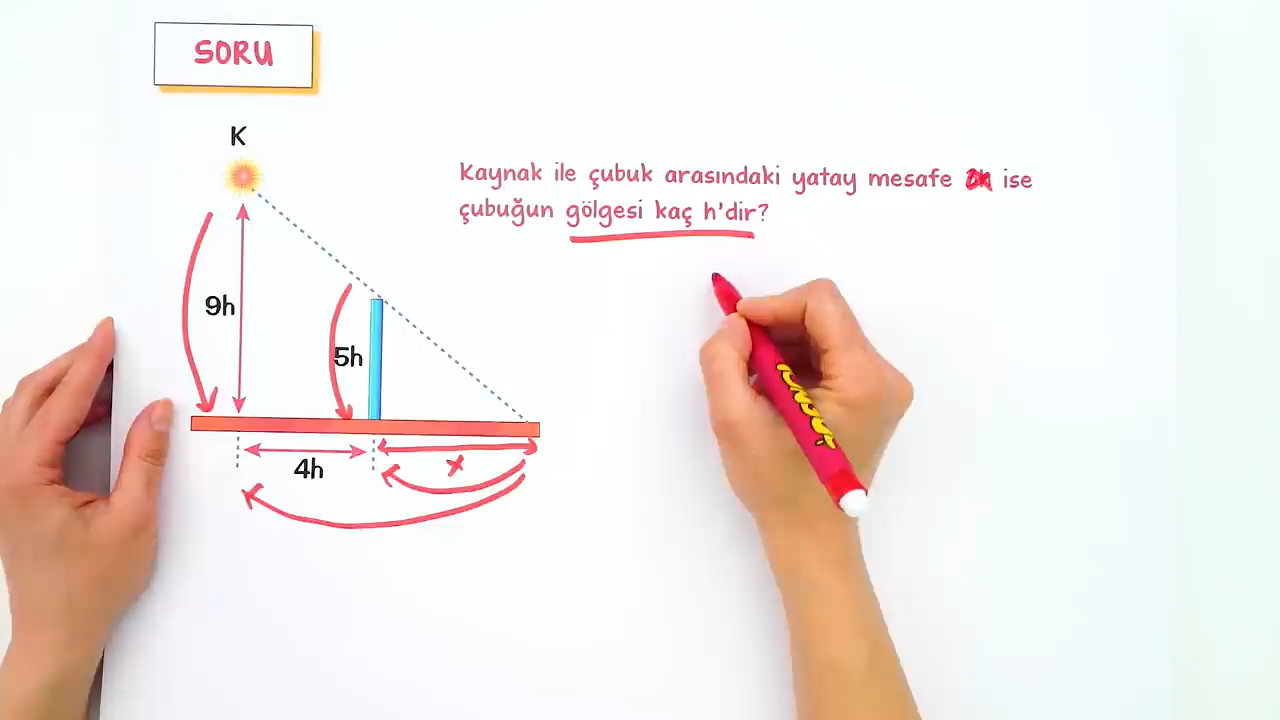 SORU
K
Kaynak ile çubuk arasındaki yatay mesafe ise
çubuğun gölgesi kaç h'dir?
9h
5h
4h
x